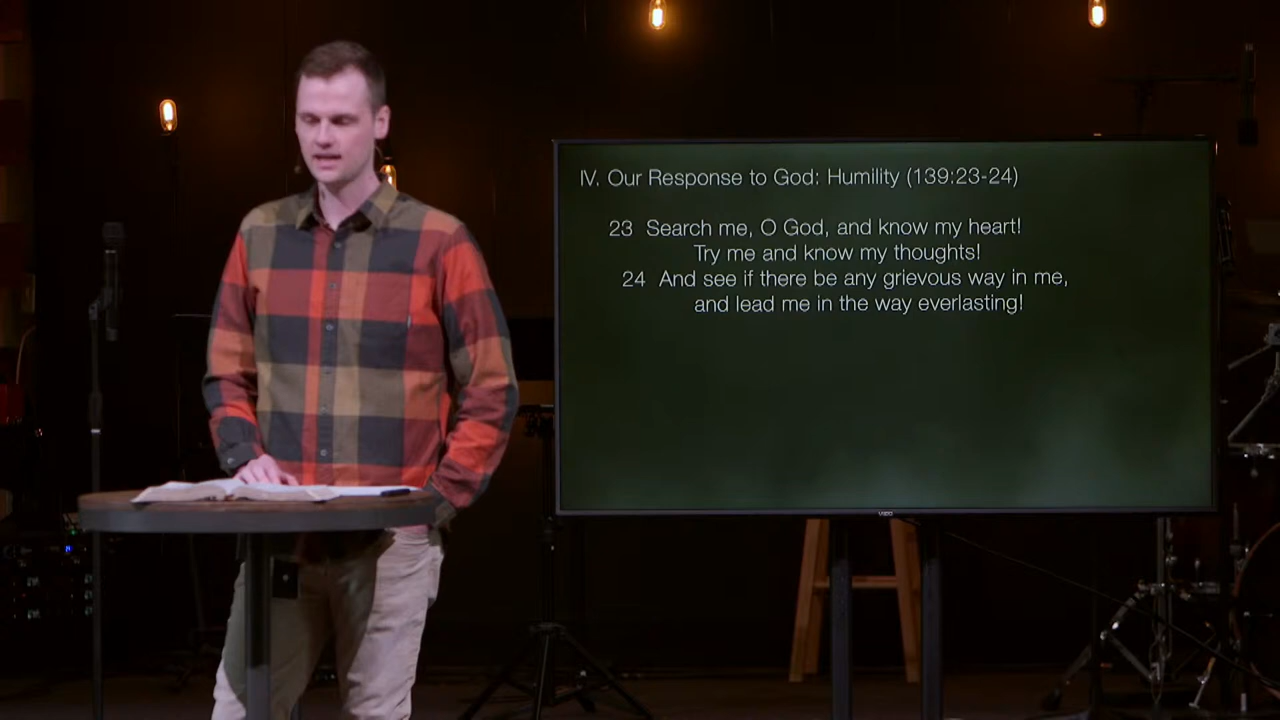 IV. Our Response to God: Humility (139:23-24)
23 Search me, O God, and know my heart!
Try me and know my thoughts!
24 And see if there be any grievous way in me,
and lead me in the way everlasting!